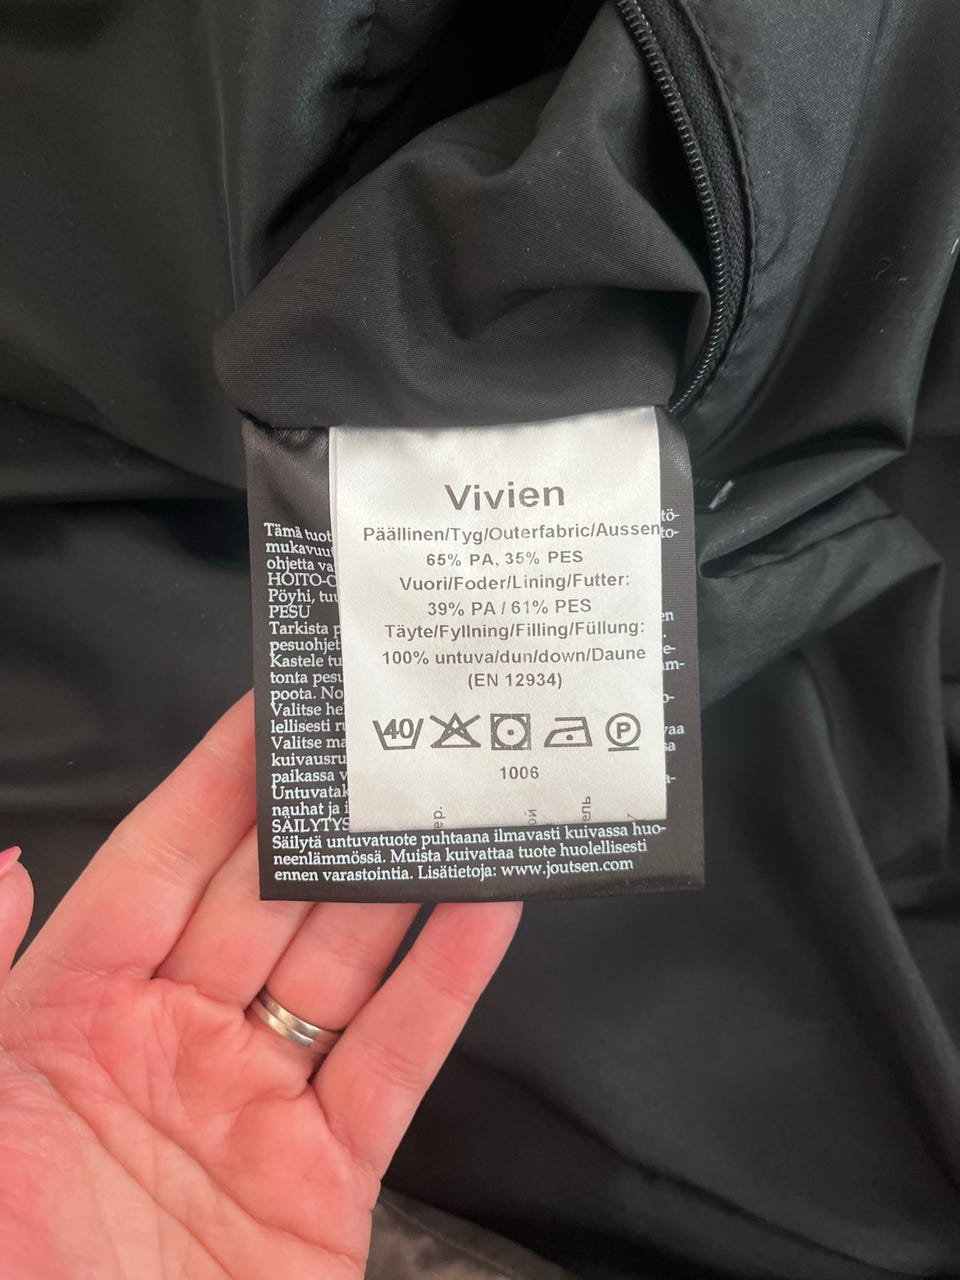 Vivien
Päällinen/Tyg/Outerfabric/Aussen
65% PA, 35% PES
Vuori/Foder/Lining/Futter:
39% PA / 61% PES
Täyte/Fyllning/Filling/Füllung:
100% untuva/dun/down/Daune
(EN 12934)
40 P
1006
Tämä tuot
mukavuu
ohjetta va
HOITO-O
Pöyhi, tuu
PESU
Tarkista p
pesuohjet
Kastele tu
tonta pesu
poota. No
Valitse he
lellisesti ru
Valitse ma
kuivausru
paikassa v
Untuvatak
nauhat ja i
SÄILYTYS
Säilytä untuvatuote puhtaana ilmavasti kuivassa huo-
neenlämmössä. Muista kuivattaa tuote huolellisesti
ennen varastointia. Lisätietoja: www.joutsen.com